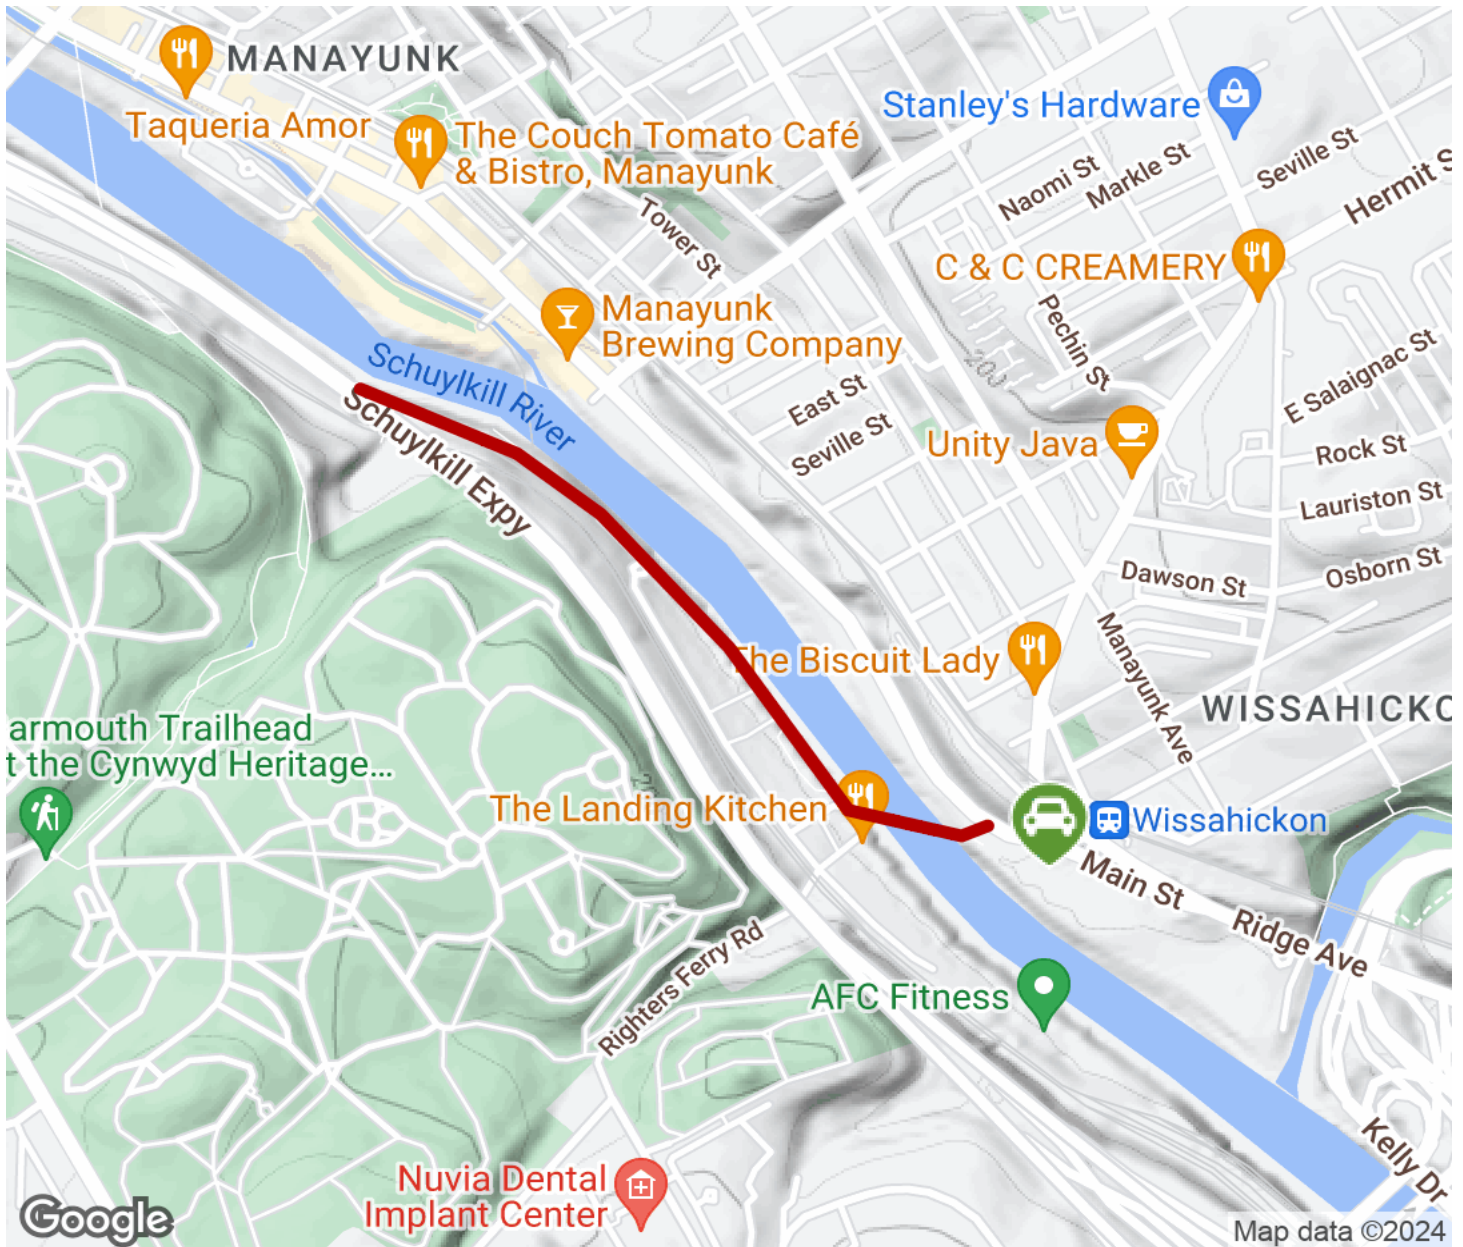 MANAYUNK
Taqueria Amor
The Couch Tomato Café
& Bistro, Manayunk
Stanley's Hardware
Naomi St
Markle St
Seville St
Hermit S
Tower St
C & C CREAMERY
Manayunk
Brewing Company
Pechin St
200
Schuylkill River
East St
Seville St
E Salaignac St
Unity Java
Rock St
Schuylkill Expy
Lauriston St
Dawson St
Osborn St
The Biscuit Lady
Manayunk Ave
WISSAHICKO
armouth Trailhead
t the Cynwyd Heritage...
The Landing Kitchen
Wissahickon
Main St
Ridge Ave
Righters Ferry Rd
AFC Fitness
Kelly Dr
Nuvia Dental
Implant Center
Google
Map data ©2024